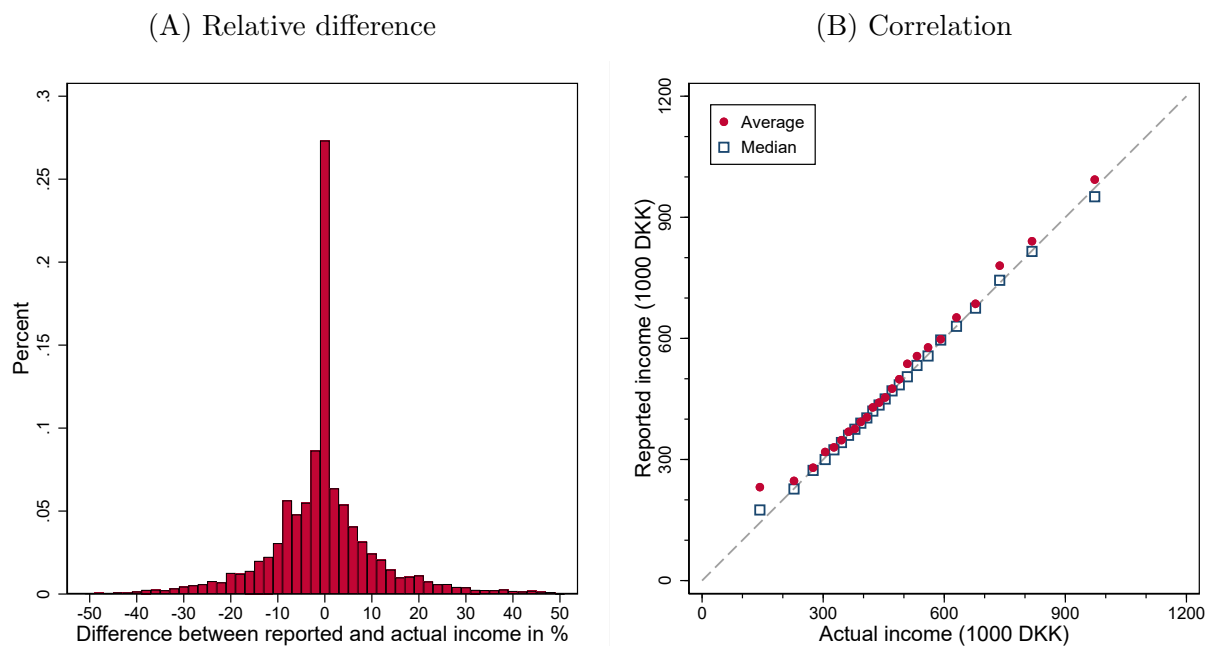 (A) Relative difference
.3
.25
.2
.15
.1
.05
0
Percent
-50 -40 -30 -20 -10 0 10 20 30 40 50
Difference between reported and actual income in %
(B) Correlation
1200
900
600
300
0
Reported income (1000 DKK)
Average
Median
0 300 600 900 1200
Actual income (1000 DKK)